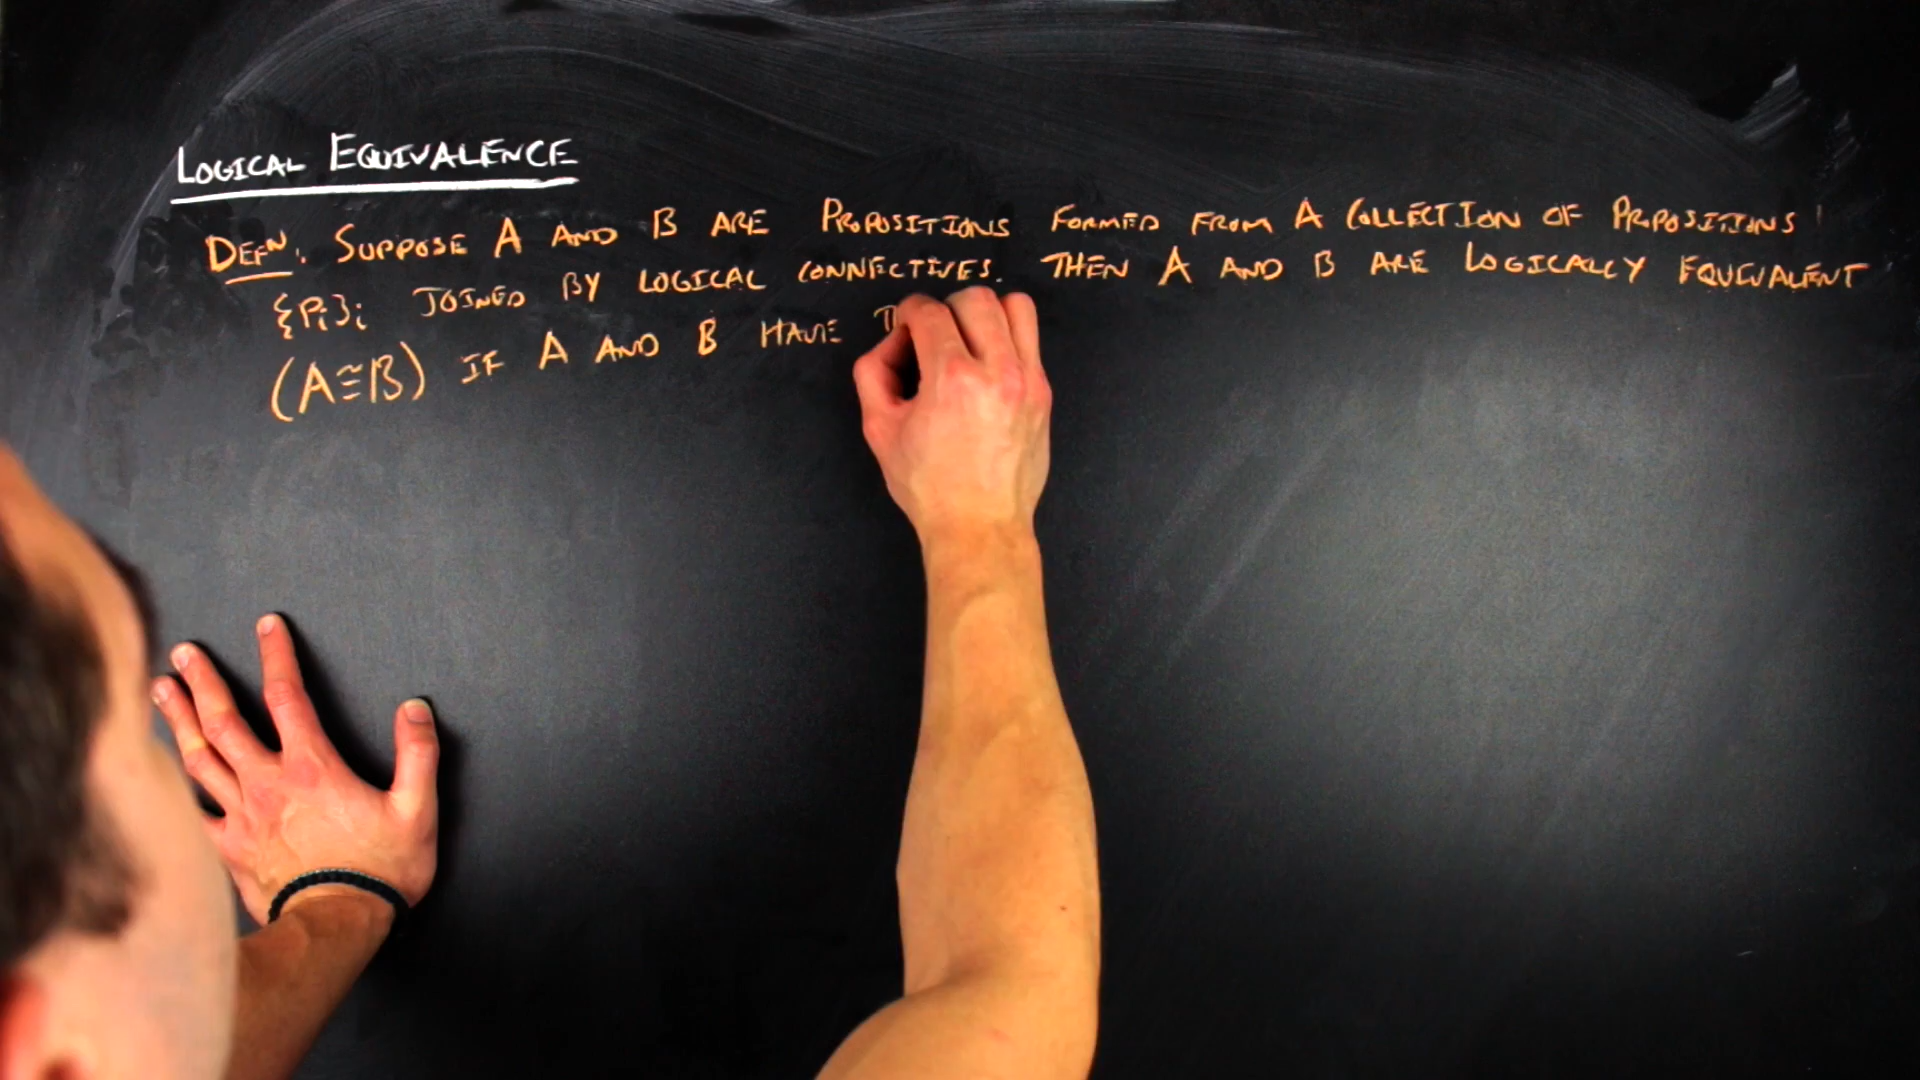 LOGICAL EQUIVALENCE
DEFN. SUPPOSE A AND B ARE PROPOSITIONS FORMED FROM A COLLECTION OF PROPOSITIONS
{Pi}i JOINED BY LOGICAL CONNECTIVES. THEN A AND B ARE LOGICALLY EQUIVALENT
(A≅B) IF A AND B HAVE T